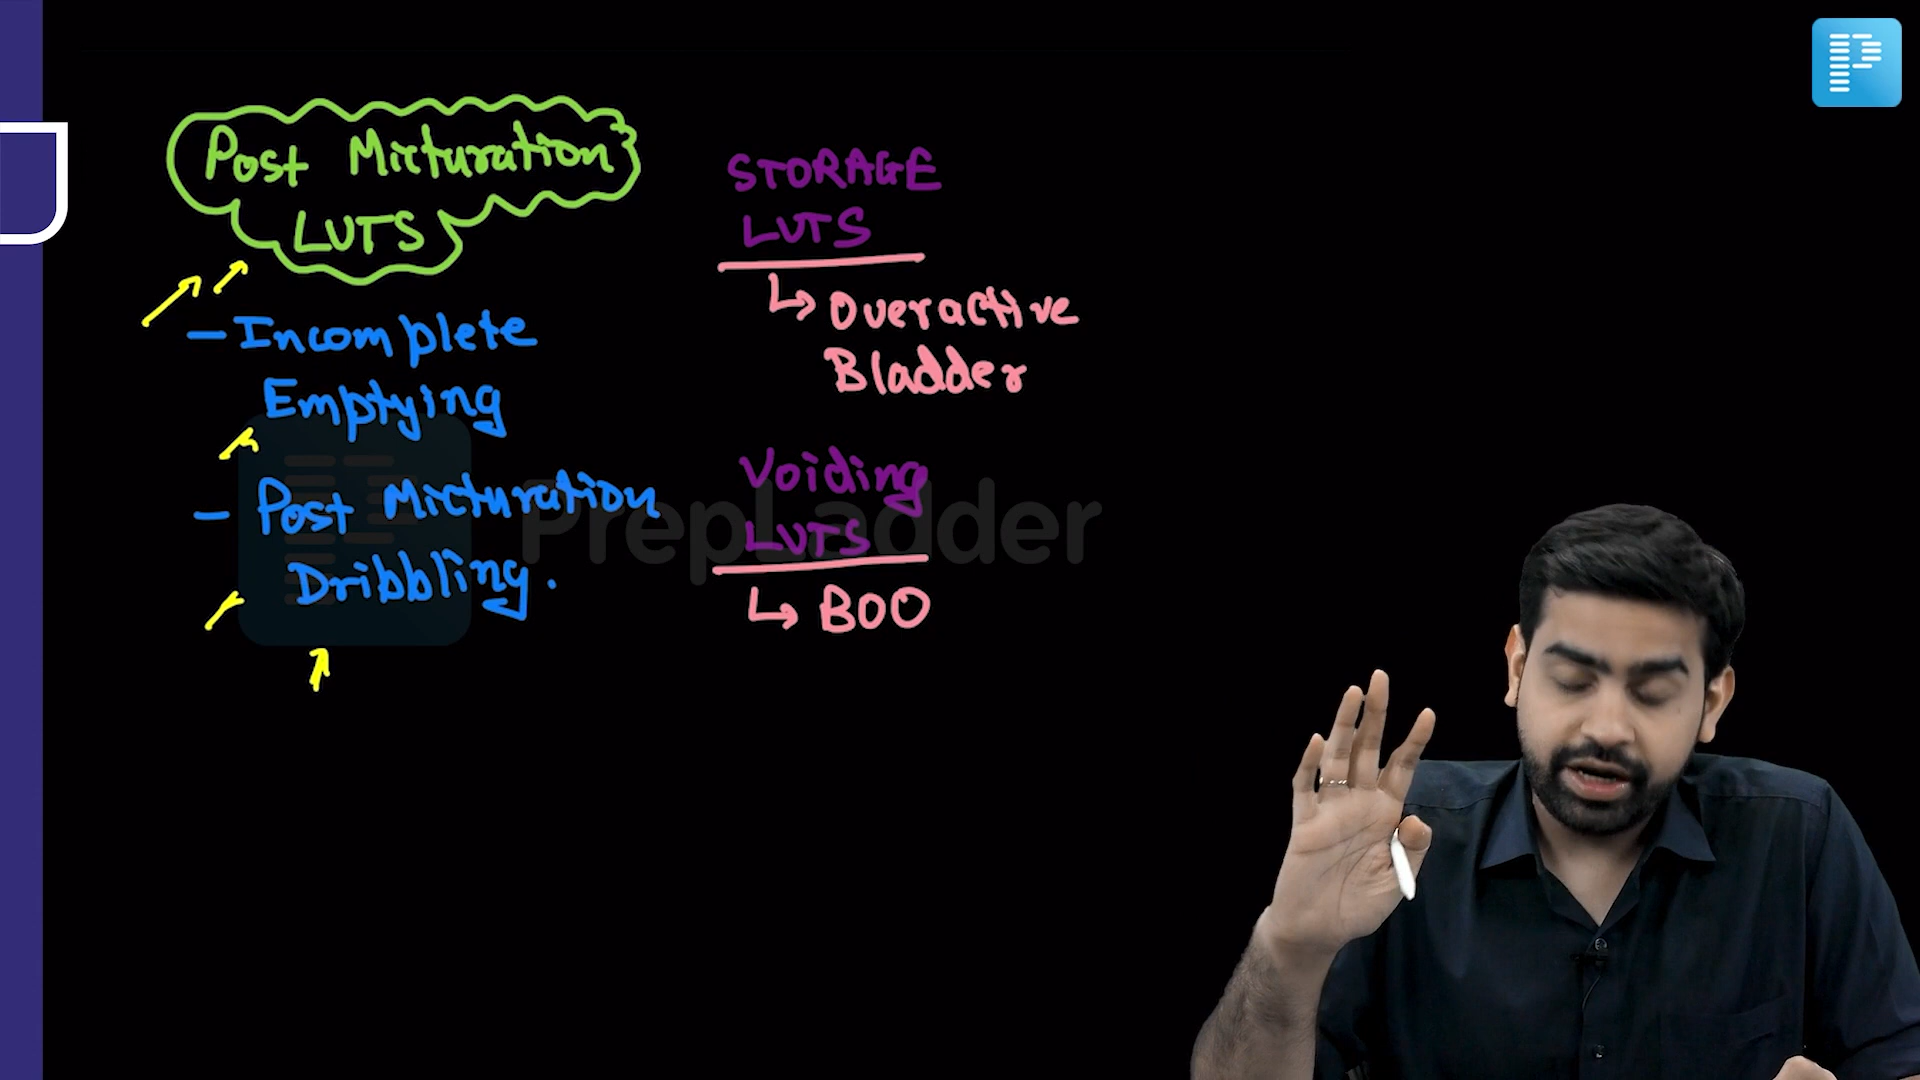 Post Micturation
LUTS
- Incomplete
Emptying
- Post Micturation
Dribbling.
STORAGE
LUTS
↳ Overactive
Bladder
Voiding
LUTS
↳ BOO
PrepLadder